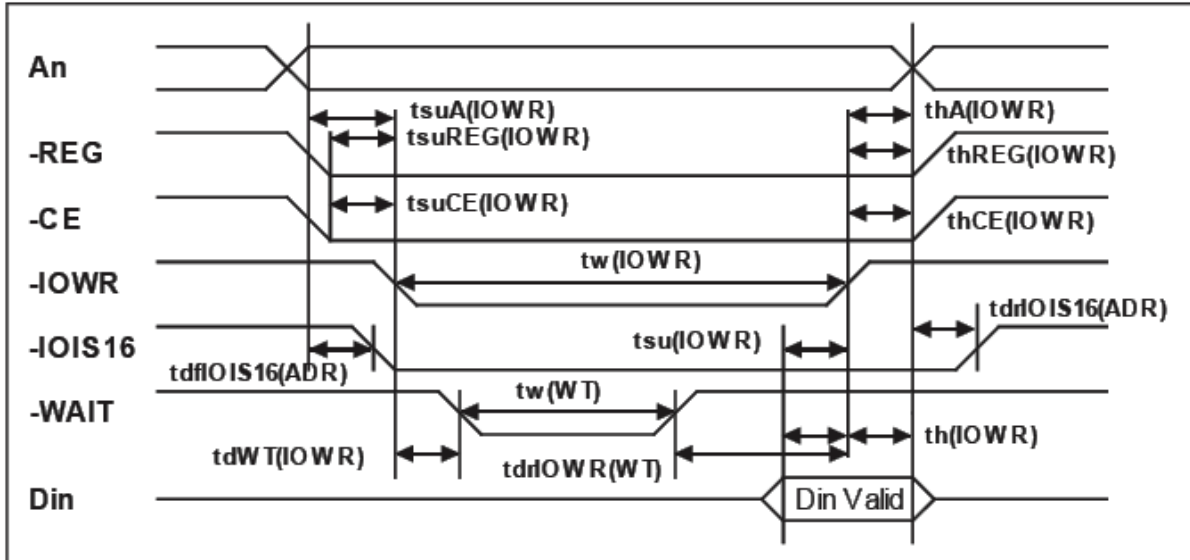 An
tsuA(IOWR)
thA(IOWR)
tsuREG(IOWR)
-REG
thREG(IOWR)
-CE
tsuCE(IOWR)
thCE(IOWR)
tw(IOWR)
-IOWR
tdrIOIS16(ADR)
-IOIS16
tsu(IOWR)
tdfIOIS16(ADR)
tw(WT)
-WAIT
th(IOWR)
tdWT(IOWR)
tdrIOWR(WT)
Din
Din Valid